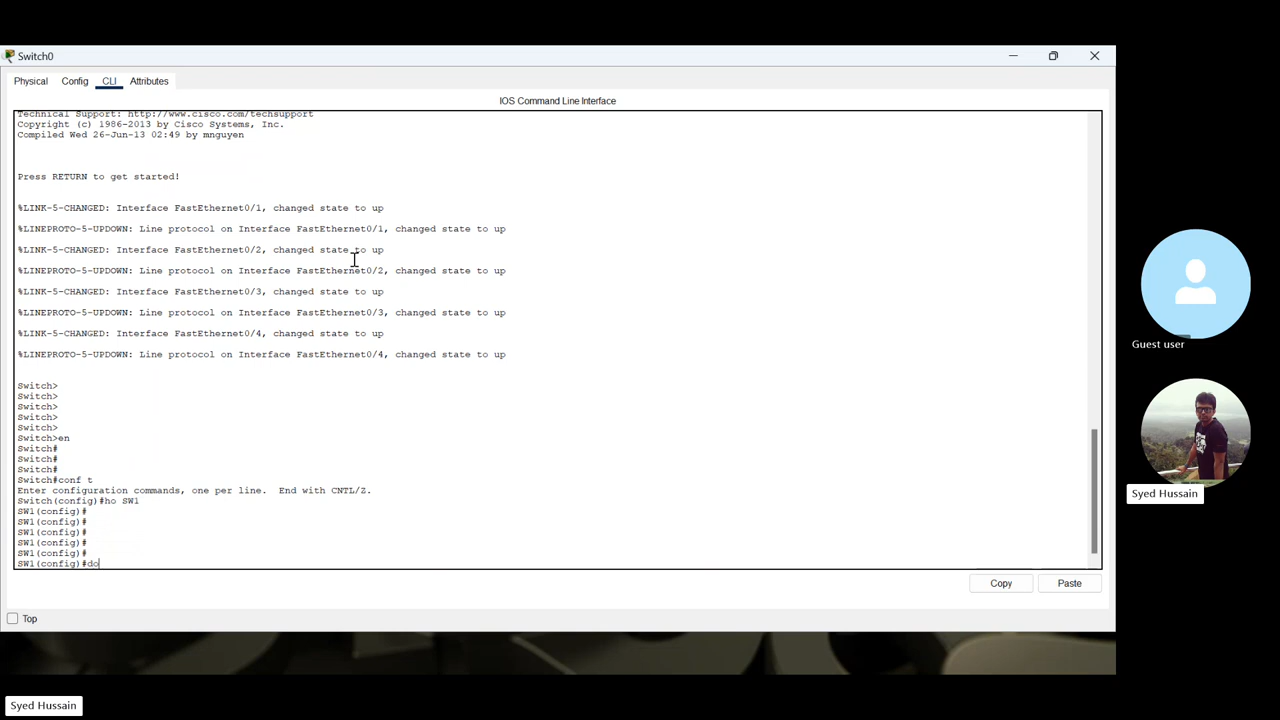 Switch0
Physical Config CLI Attributes
IOS Command Line Interface
Technical Support: http://www.cisco.com/techsupport
Copyright (c) 1986-2013 by Cisco Systems, Inc.
Compiled Wed 26-Jun-13 02:49 by mnguyen
Press RETURN to get started!
%LINK-5-CHANGED: Interface FastEthernet0/1, changed state to up
%LINEPROTO-5-UPDOWN: Line protocol on Interface FastEthernet0/1, changed state to up
%LINK-5-CHANGED: Interface FastEthernet0/2, changed state to up
%LINEPROTO-5-UPDOWN: Line protocol on Interface FastEthernet0/2, changed state to up
%LINK-5-CHANGED: Interface FastEthernet0/3, changed state to up
%LINEPROTO-5-UPDOWN: Line protocol on Interface FastEthernet0/3, changed state to up
%LINK-5-CHANGED: Interface FastEthernet0/4, changed state to up
%LINEPROTO-5-UPDOWN: Line protocol on Interface FastEthernet0/4, changed state to up
Switch>
Switch>
Switch>
Switch>
Switch>
Switch>en
Switch#
Switch#
Switch#
Switch#conf t
Enter configuration commands, one per line.  End with CNTL/Z.
Switch(config)#ho SW1
SW1(config)#
SW1(config)#
SW1(config)#
SW1(config)#
SW1(config)#
SW1(config)#do
Copy Paste
Top
Guest user
Syed Hussain
Syed Hussain